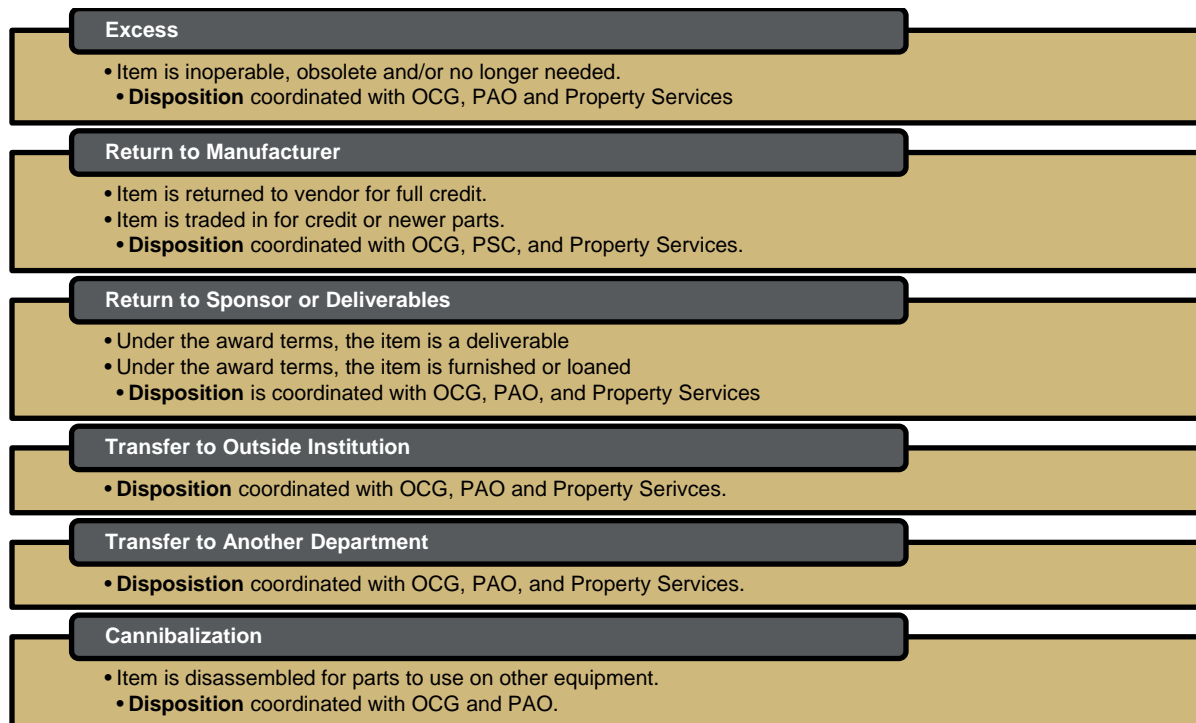 Excess
• Item is inoperable, obsolete and/or no longer needed.
• Disposition coordinated with OCG, PAO and Property Services
Return to Manufacturer
• Item is returned to vendor for full credit.
• Item is traded in for credit or newer parts.
• Disposition coordinated with OCG, PSC, and Property Services.
Return to Sponsor or Deliverables
• Under the award terms, the item is a deliverable
• Under the award terms, the item is furnished or loaned
• Disposition is coordinated with OCG, PAO, and Property Services
Transfer to Outside Institution
• Disposition coordinated with OCG, PAO and Property Serivces.
Transfer to Another Department
• Disposistion coordinated with OCG, PAO, and Property Services.
Cannibalization
• Item is disassembled for parts to use on other equipment.
• Disposition coordinated with OCG and PAO.